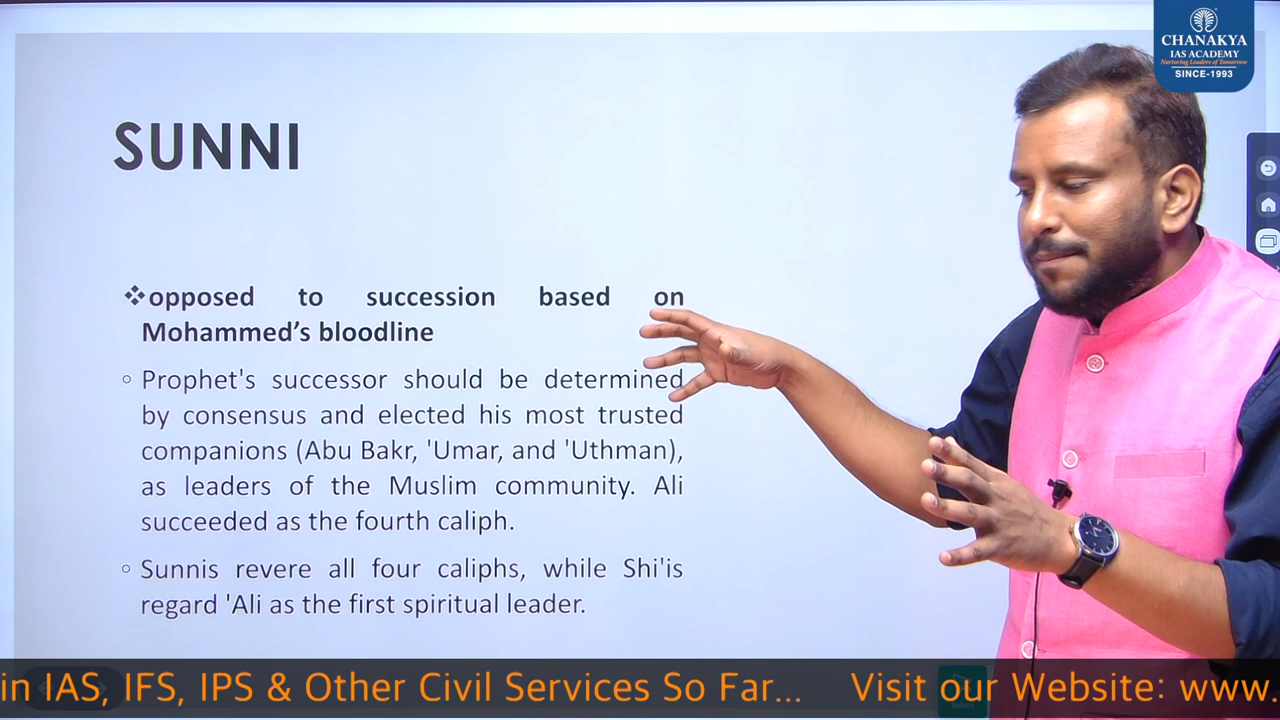 CHANAKYA
IAS ACADEMY
Nurturing Leaders of Tomorrow
SINCE-1993
SUNNI
❖opposed to succession based on
Mohammed's bloodline
◦ Prophet's successor should be determined
by consensus and elected his most trusted
companions (Abu Bakr, 'Umar, and 'Uthman),
as leaders of the Muslim community. Ali
succeeded as the fourth caliph.
◦ Sunnis revere all four caliphs, while Shi'is
regard 'Ali as the first spiritual leader.
in IAS, IFS, IPS & Other Civil Services So Far... Visit our Website: www.
Select